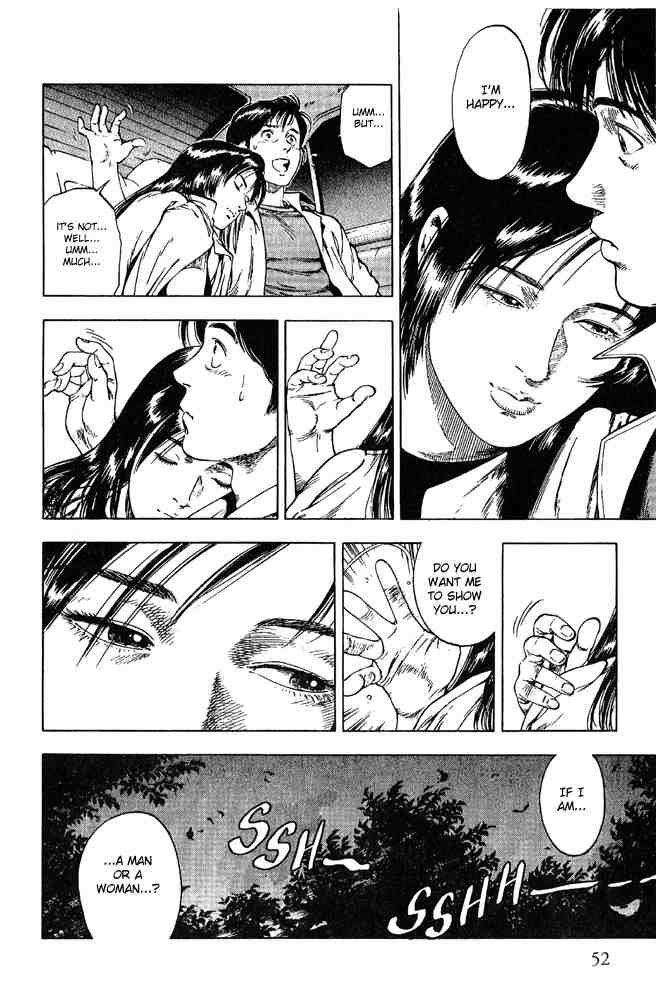 I'M
HAPPY...
UMM...
BUT...
IT'S NOT...
WELL...
UMM...
MUCH...
DO YOU
WANT ME
TO SHOW
YOU...?
IF I
AM...
...A MAN
OR A
WOMAN...?
SSHH
SSH
52